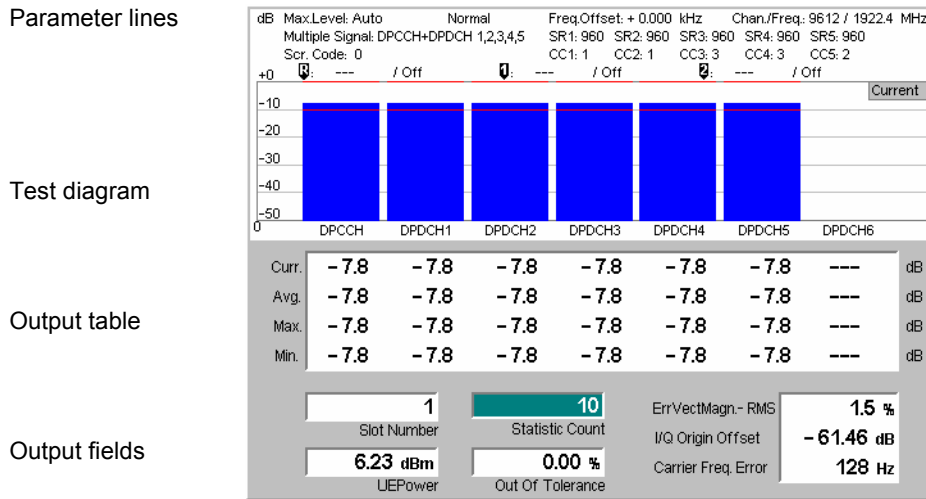 Parameter lines
dB Max.Level: Auto Normal Freq.Offset: + 0.000 kHz Chan./Freq.: 9612 / 1922.4 MHz
Multiple Signal: DPCCH+DPDCH 1,2,3,4,5 SR1: 960 SR2: 960 SR3: 960 SR4: 960 SR5: 960
Scr. Code: 0 CC1: 1 CC2: 1 CC3: 3 CC4: 3 CC5: 2
+0 R: --- / Off 1: --- / Off 2: --- / Off
Current
-10
-20
-30
Test diagram
-40
-50
0 DPCCH DPDCH1 DPDCH2 DPDCH3 DPDCH4 DPDCH5 DPDCH6
Curr. - 7.8 - 7.8 - 7.8 - 7.8 - 7.8 - 7.8 --- dB
Avg. - 7.8 - 7.8 - 7.8 - 7.8 - 7.8 - 7.8 --- dB
Output table
Max. - 7.8 - 7.8 - 7.8 - 7.8 - 7.8 - 7.8 --- dB
Min. - 7.8 - 7.8 - 7.8 - 7.8 - 7.8 - 7.8 --- dB
1 10 ErrVectMagn.- RMS 1.5 %
Slot Number Statistic Count I/Q Origin Offset - 61.46 dB
Output fields
6.23 dBm 0.00 % Carrier Freq. Error 128 Hz
UEPower Out Of Tolerance